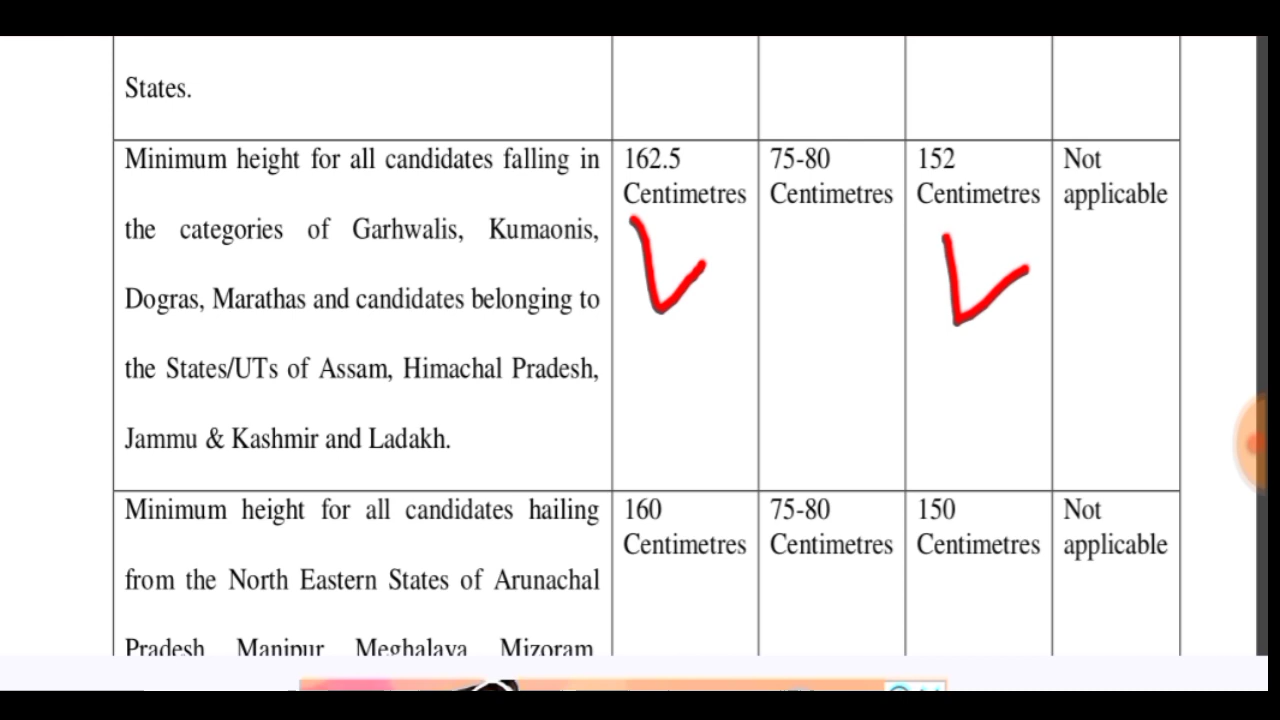 States.
Minimum height for all candidates falling in
the categories of Garhwalis, Kumaonis,
Dogras, Marathas and candidates belonging to
the States/UTs of Assam, Himachal Pradesh,
Jammu & Kashmir and Ladakh.
162.5
Centimetres
75-80
Centimetres
152
Centimetres
Not
applicable
Minimum height for all candidates hailing
from the North Eastern States of Arunachal
Pradesh Manipur Meghalaya Mizoram
160
Centimetres
75-80
Centimetres
150
Centimetres
Not
applicable